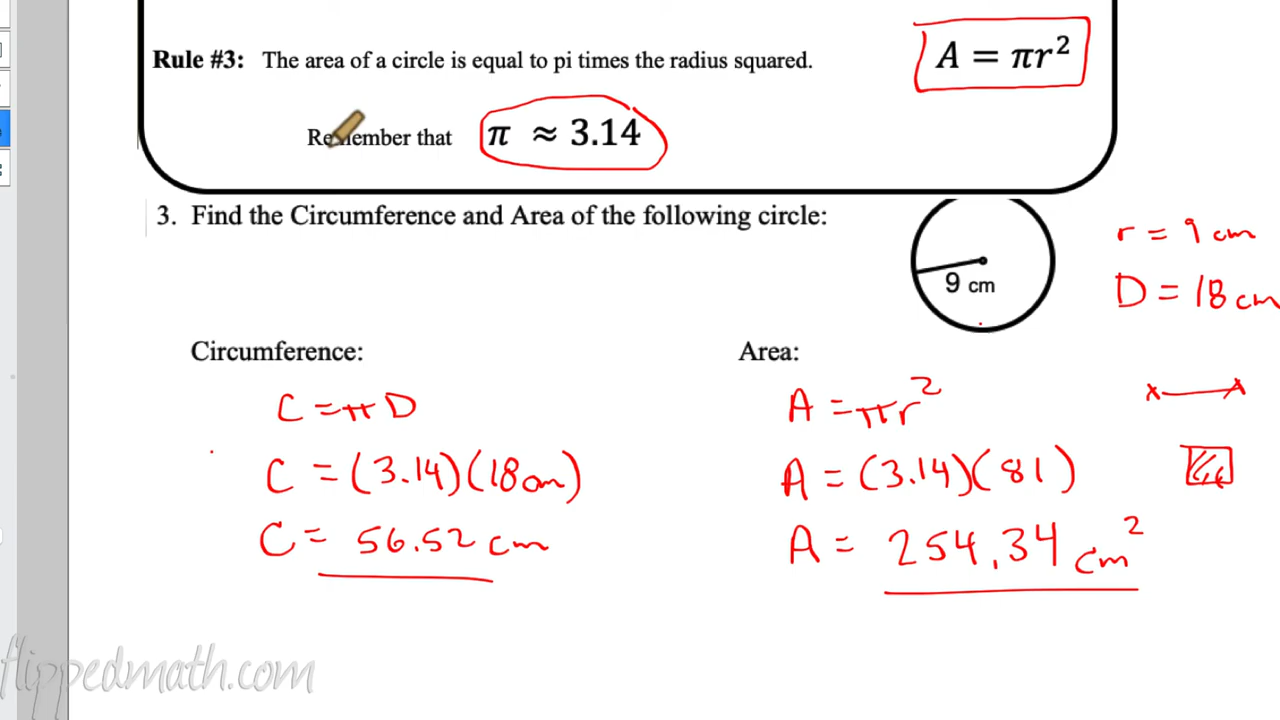 Rule #3: The area of a circle is equal to pi times the radius squared.
A = πr²
Remember that π ≈ 3.14
3. Find the Circumference and Area of the following circle:
9 cm
r = 9 cm
D = 18 cm
Circumference:
Area:
C = πD
A = πr²
C = (3.14)(18cm)
A = (3.14)(81)
C = 56.52 cm
A = 254.34 cm²
flippedmath.com